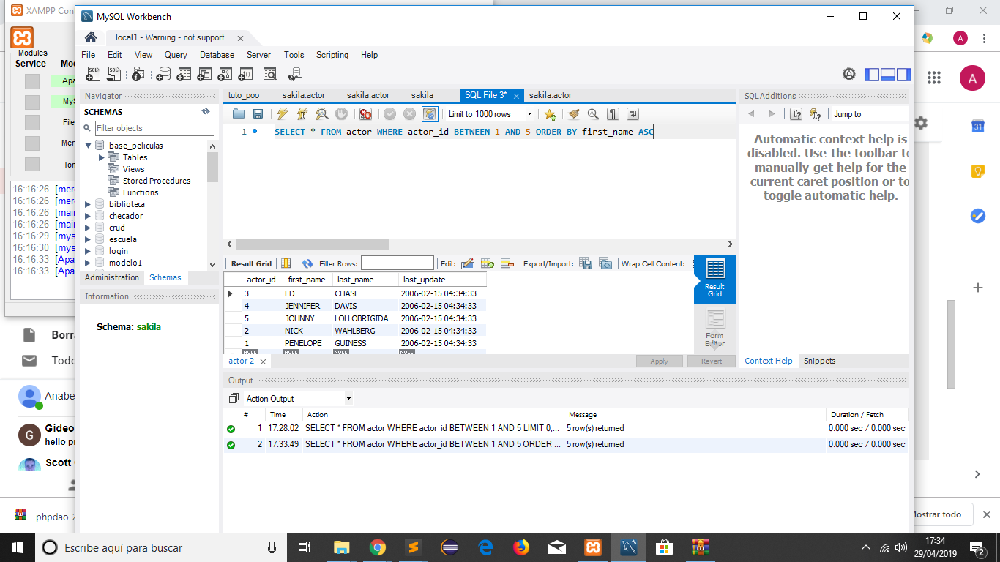 XAMPP Con
MySQL Workbench
local1 - Warning - not support...
Modules
Service
Mo
Apa
MyS
File
Mer
Tom
File Edit View Query Database Server Tools Scripting Help
Navigator
SCHEMAS
Filter objects
base_peliculas
Tables
Views
Stored Procedures
Functions
biblioteca
checador
crud
escuela
login
modelo1
Administration Schemas
Information
Schema: sakila
tuto_poo sakila.actor sakila.actor sakila SQL File 3* sakila.actor
Limit to 1000 rows
1 SELECT * FROM actor WHERE actor_id BETWEEN 1 AND 5 ORDER BY first_name ASC
SQLAdditions
Jump to
Automatic context help is
disabled. Use the toolbar to
manually get help for the
current caret position or to
toggle automatic help.
Result Grid Filter Rows: Edit: Export/Import: Wrap Cell Content:
actor_id first_name last_name last_update
3 ED CHASE 2006-02-15 04:34:33
4 JENNIFER DAVIS 2006-02-15 04:34:33
5 JOHNNY LOLLOBRIGIDA 2006-02-15 04:34:33
2 NICK WAHLBERG 2006-02-15 04:34:33
1 PENELOPE GUINESS 2006-02-15 04:34:33
NULL NULL NULL NULL
Result
Grid
Form
Editor
actor 2
Apply Revert
Context Help Snippets
Output
Action Output
# Time Action Message Duration / Fetch
1 17:28:02 SELECT * FROM actor WHERE actor_id BETWEEN 1 AND 5 LIMIT 0,... 5 row(s) returned 0.000 sec / 0.000 sec
2 17:33:49 SELECT * FROM actor WHERE actor_id BETWEEN 1 AND 5 ORDER ... 5 row(s) returned 0.000 sec / 0.000 sec
16:16:26 [mer
16:16:26 [mer
16:16:26 [mai
16:16:26 [mai
16:16:29 [mys
16:16:30 [mys
16:16:33 [Apa
16:16:33 [Apa
Borra
Todo
Anabe
Gideo
hello pr
Scott
phpdao-2
A
A
31
Mostrar todo
Escribe aquí para buscar
17:34
29/04/2019
2